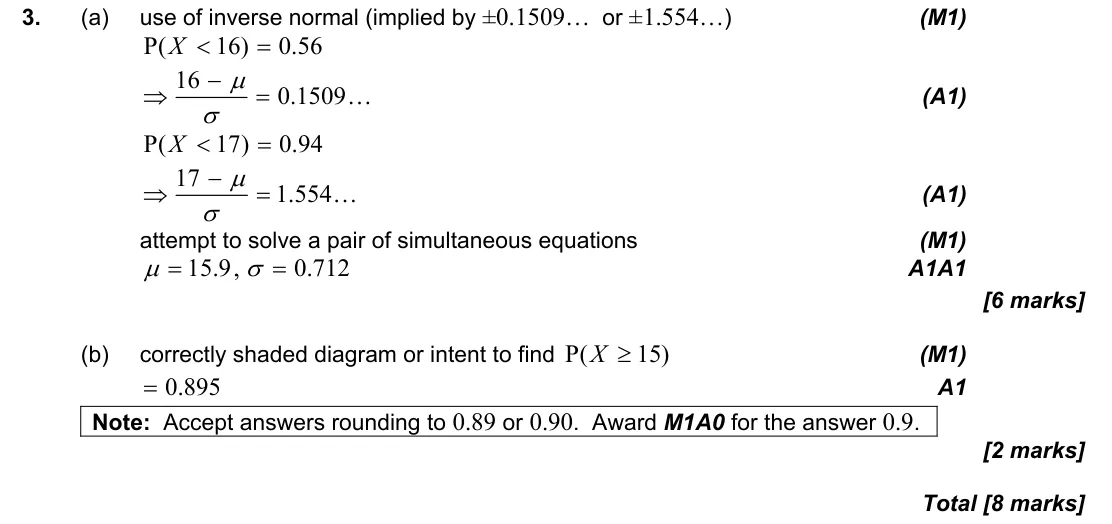 3. (a) use of inverse normal (implied by ±0.1509… or ±1.554…) (M1)
P(X < 16) = 0.56
⇒ (16 − μ)/σ = 0.1509… (A1)
P(X < 17) = 0.94
⇒ (17 − μ)/σ = 1.554… (A1)
attempt to solve a pair of simultaneous equations (M1)
μ = 15.9, σ = 0.712 A1A1
[6 marks]
(b) correctly shaded diagram or intent to find P(X ≥ 15) (M1)
= 0.895 A1
Note: Accept answers rounding to 0.89 or 0.90. Award M1A0 for the answer 0.9.
[2 marks]
Total [8 marks]